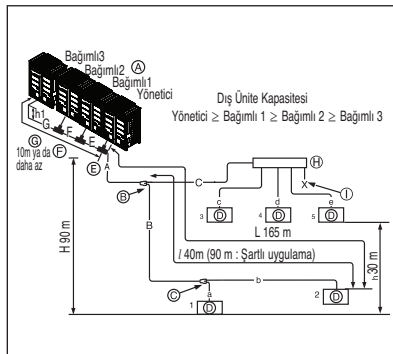 Bağımlı3
Bağımlı2 A
Bağımlı1
Yönetici
Dış Ünite Kapasitesi
Yönetici ≥ Bağımlı 1 ≥ Bağımlı 2 ≥ Bağımlı 3
h1
G F E
G 10m ya da daha az
F
E
A
H
C
X
I
B
c d e
3 D 4 D 5 D
L 165 m
H 90 m
B
l 40m (90 m : Şartlı uygulama)
h 30 m
C
a
b
1 D
2 D